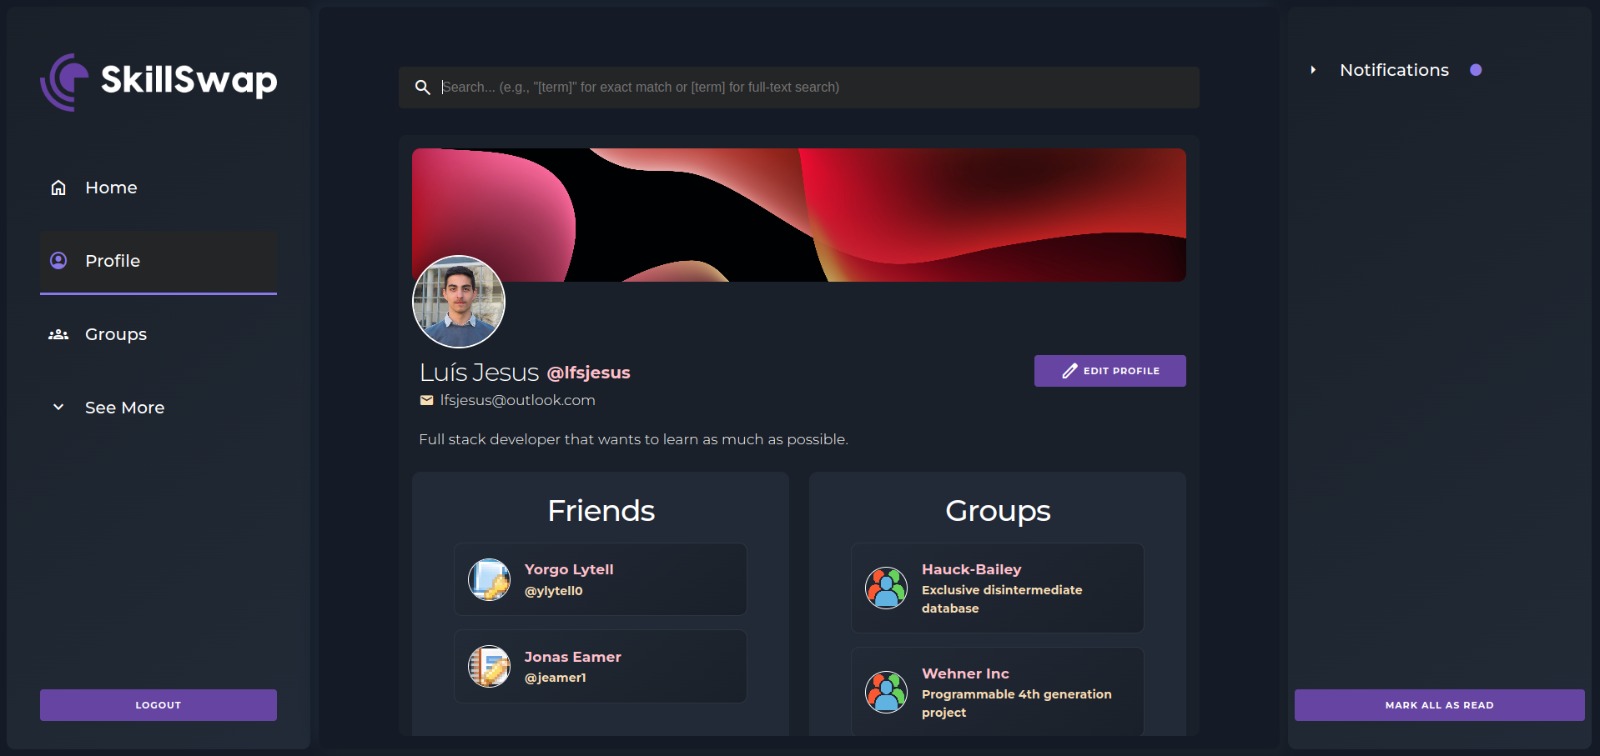 SkillSwap
Home
Profile
Groups
See More
LOGOUT
Search... (e.g., "[term]" for exact match or [term] for full-text search)
Luís Jesus @lfsjesus
EDIT PROFILE
lfsjesus@outlook.com
Full stack developer that wants to learn as much as possible.
Friends
Yorgo Lytell
@ylytell0
Jonas Eamer
@jeamer1
Groups
Hauck-Bailey
Exclusive disintermediate
database
Wehner Inc
Programmable 4th generation
project
Notifications
MARK ALL AS READ